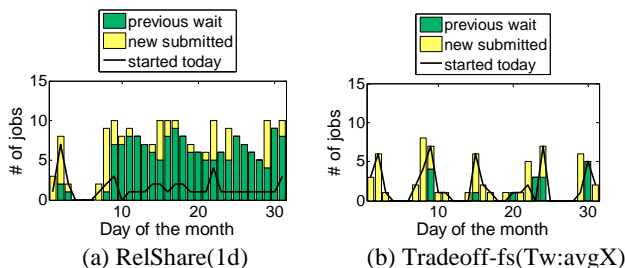 previous wait
new submitted
started today
15
10
5
0
# of jobs
10
20
30
Day of the month
(a) RelShare(1d)
previous wait
new submitted
started today
15
10
5
0
# of jobs
10
20
30
Day of the month
(b) Tradeoff-fs(Tw:avgX)